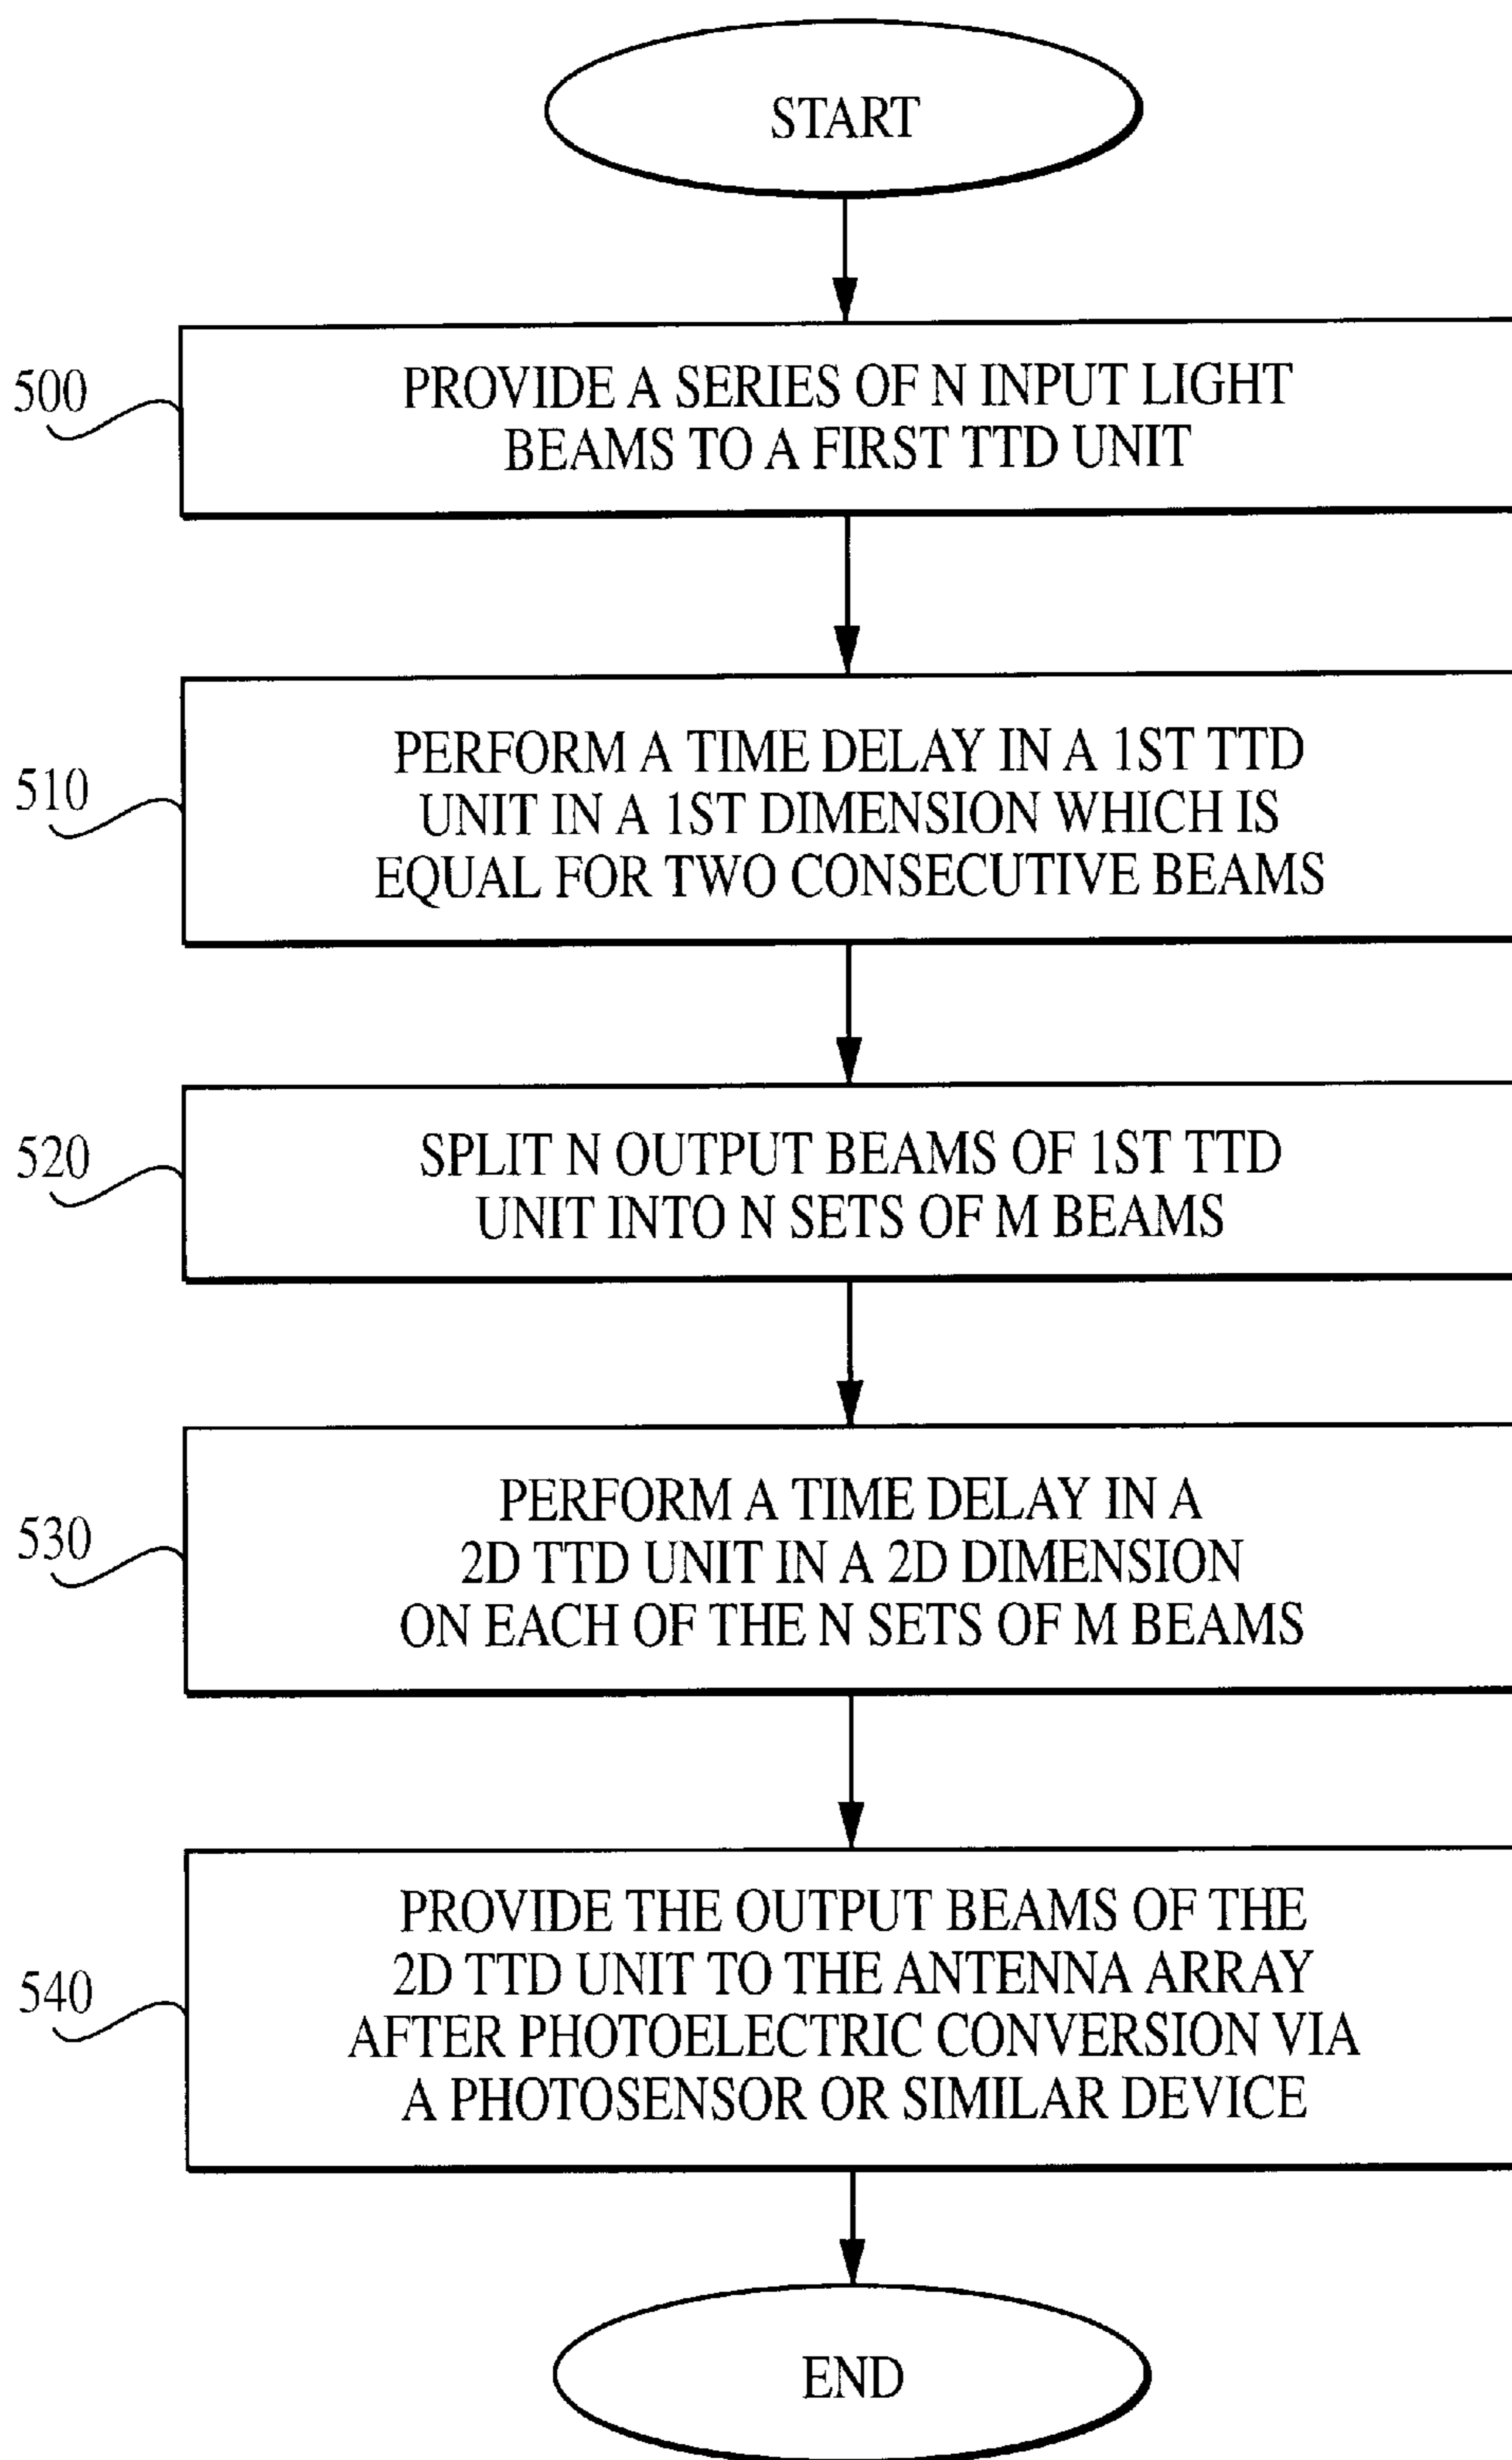 START
500
PROVIDE A SERIES OF N INPUT LIGHT
BEAMS TO A FIRST TTD UNIT
510
PERFORM A TIME DELAY IN A 1ST TTD
UNIT IN A 1ST DIMENSION WHICH IS
EQUAL FOR TWO CONSECUTIVE BEAMS
520
SPLIT N OUTPUT BEAMS OF 1ST TTD
UNIT INTO N SETS OF M BEAMS
530
PERFORM A TIME DELAY IN A
2D TTD UNIT IN A 2D DIMENSION
ON EACH OF THE N SETS OF M BEAMS
540
PROVIDE THE OUTPUT BEAMS OF THE
2D TTD UNIT TO THE ANTENNA ARRAY
AFTER PHOTOELECTRIC CONVERSION VIA
A PHOTOSENSOR OR SIMILAR DEVICE
END